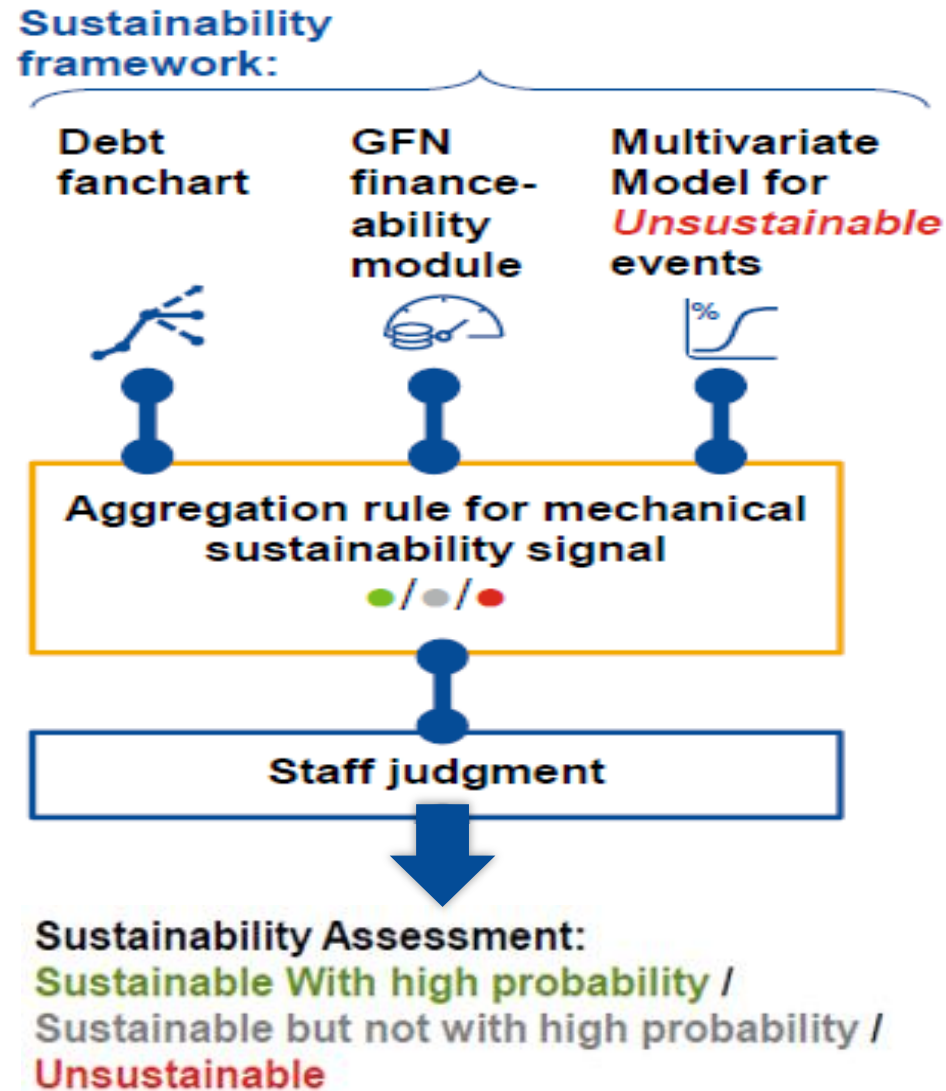 Sustainability
framework:
Debt
fanchart
GFN
finance-
ability
module
Multivariate
Model for
Unsustainable
events
%
Aggregation rule for mechanical
sustainability signal
●/●/●
Staff judgment
Sustainability Assessment:
Sustainable With high probability /
Sustainable but not with high probability /
Unsustainable